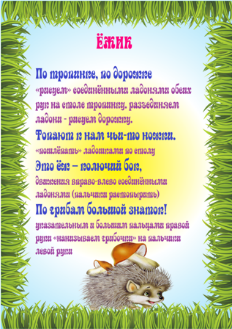 ЁЖИК
По тропинке, по дорожке
«рисуем» соединёнными ладонями обеих
рук на столе тропинку, разъединяем
ладони - рисуем дорожку.
Топают к нам чьи-то ножки.
«пошлёпать» ладошками по столу
Это ёж – колючий бок,
движения вправо-влево соединёнными
ладонями (пальчики растопырить)
По грибам большой знаток!
указательным и большим пальцами правой
руки «нанизываем грибочки» на пальчики
левой руки